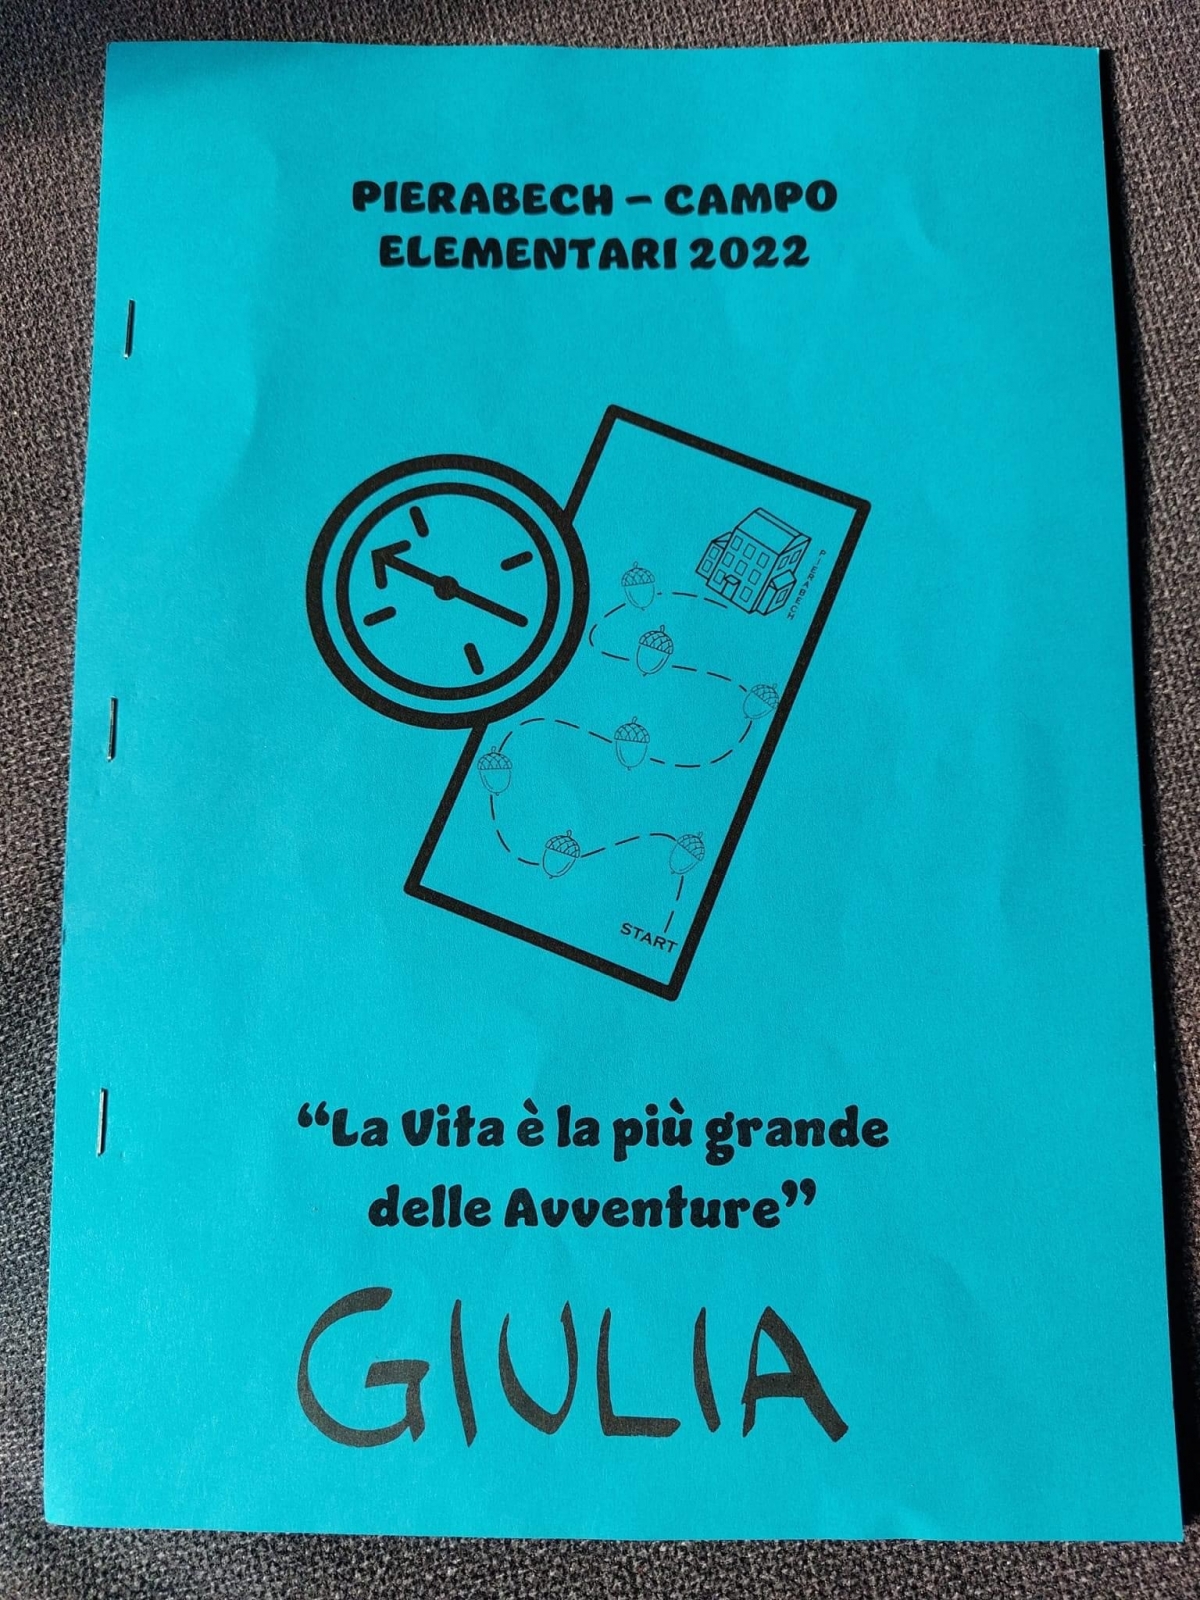 PIERABECH – CAMPO
ELEMENTARI 2022
PIERABECH
START
“La Vita è la più grande
delle Avventure”
GIULIA